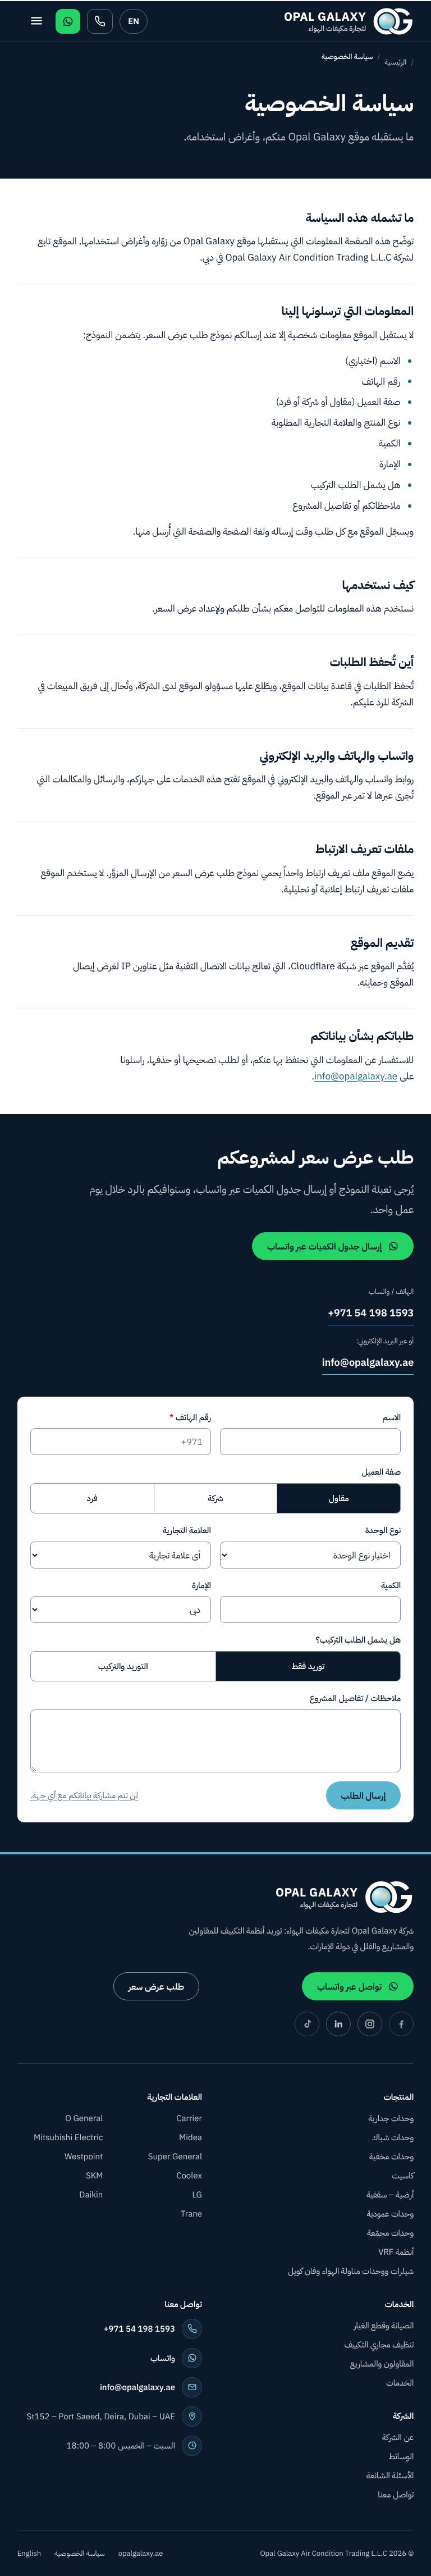 OPAL GALAXY
لتجارة مكيفات الهواء
EN
/ الرئيسية / سياسة الخصوصية
سياسة الخصوصية
ما يستقبله موقع Opal Galaxy منكم، وأغراض استخدامه.
ما تشمله هذه السياسة
توضّح هذه الصفحة المعلومات التي يستقبلها موقع Opal Galaxy من زوّاره وأغراض استخدامها. الموقع تابع
لشركة Opal Galaxy Air Condition Trading L.L.C في دبي.
المعلومات التي ترسلونها إلينا
لا يستقبل الموقع معلومات شخصية إلا عند إرسالكم نموذج طلب عرض السعر. يتضمن النموذج:
الاسم (اختياري)
رقم الهاتف
صفة العميل (مقاول أو شركة أو فرد)
نوع المنتج والعلامة التجارية المطلوبة
الكمية
الإمارة
هل يشمل الطلب التركيب
ملاحظاتكم أو تفاصيل المشروع
ويسجّل الموقع مع كل طلب وقت إرساله ولغة الصفحة والصفحة التي أُرسل منها.
كيف نستخدمها
نستخدم هذه المعلومات للتواصل معكم بشأن طلبكم ولإعداد عرض السعر.
أين تُحفظ الطلبات
تُحفظ الطلبات في قاعدة بيانات الموقع، ويطّلع عليها مسؤولو الموقع لدى الشركة، وتُحال إلى فريق المبيعات في
الشركة للرد عليكم.
واتساب والهاتف والبريد الإلكتروني
روابط واتساب والهاتف والبريد الإلكتروني في الموقع تفتح هذه الخدمات على جهازكم، والرسائل والمكالمات التي
تُجرى عبرها لا تمر عبر الموقع.
ملفات تعريف الارتباط
يضع الموقع ملف تعريف ارتباط واحداً يحمي نموذج طلب عرض السعر من الإرسال المزوَّر. لا يستخدم الموقع
ملفات تعريف ارتباط إعلانية أو تحليلية.
تقديم الموقع
يُقدَّم الموقع عبر شبكة Cloudflare، التي تعالج بيانات الاتصال التقنية مثل عناوين IP لغرض إيصال
الموقع وحمايته.
طلباتكم بشأن بياناتكم
للاستفسار عن المعلومات التي نحتفظ بها عنكم، أو لطلب تصحيحها أو حذفها، راسلونا
على info@opalgalaxy.ae.
طلب عرض سعر لمشروعكم
يُرجى تعبئة النموذج أو إرسال جدول الكميات عبر واتساب، وسنوافيكم بالرد خلال يوم
عمل واحد.
إرسال جدول الكميات عبر واتساب
الهاتف / واتساب
+971 54 198 1593
أو عبر البريد الإلكتروني:
info@opalgalaxy.ae
الاسم
رقم الهاتف *
+971
صفة العميل
مقاول
شركة
فرد
نوع الوحدة
العلامة التجارية
اختيار نوع الوحدة
أي علامة تجارية
الكمية
الإمارة
دبي
هل يشمل الطلب التركيب؟
توريد فقط
التوريد والتركيب
ملاحظات / تفاصيل المشروع
إرسال الطلب
لن تتم مشاركة بياناتكم مع أي جهة.
OPAL GALAXY
لتجارة مكيفات الهواء
شركة Opal Galaxy لتجارة مكيفات الهواء: توريد أنظمة التكييف للمقاولين
والمشاريع والفلل في دولة الإمارات.
تواصل عبر واتساب
طلب عرض سعر
المنتجات
وحدات جدارية
وحدات شباك
وحدات مخفية
كاسيت
أرضية – سقفية
وحدات عمودية
وحدات مجمّعة
أنظمة VRF
شيلرات ووحدات مناولة الهواء وفان كويل
العلامات التجارية
Carrier
O General
Midea
Mitsubishi Electric
Super General
Westpoint
Coolex
SKM
LG
Daikin
Trane
الخدمات
الصيانة وقطع الغيار
تنظيف مجاري التكييف
المقاولون والمشاريع
الخدمات
الشركة
عن الشركة
الوسائط
الأسئلة الشائعة
تواصل معنا
تواصل معنا
+971 54 198 1593
واتساب
info@opalgalaxy.ae
St152 – Port Saeed, Deira, Dubai – UAE
السبت – الخميس 8:00 – 18:00
© 2026 Opal Galaxy Air Condition Trading L.L.C
opalgalaxy.ae
سياسة الخصوصية
English